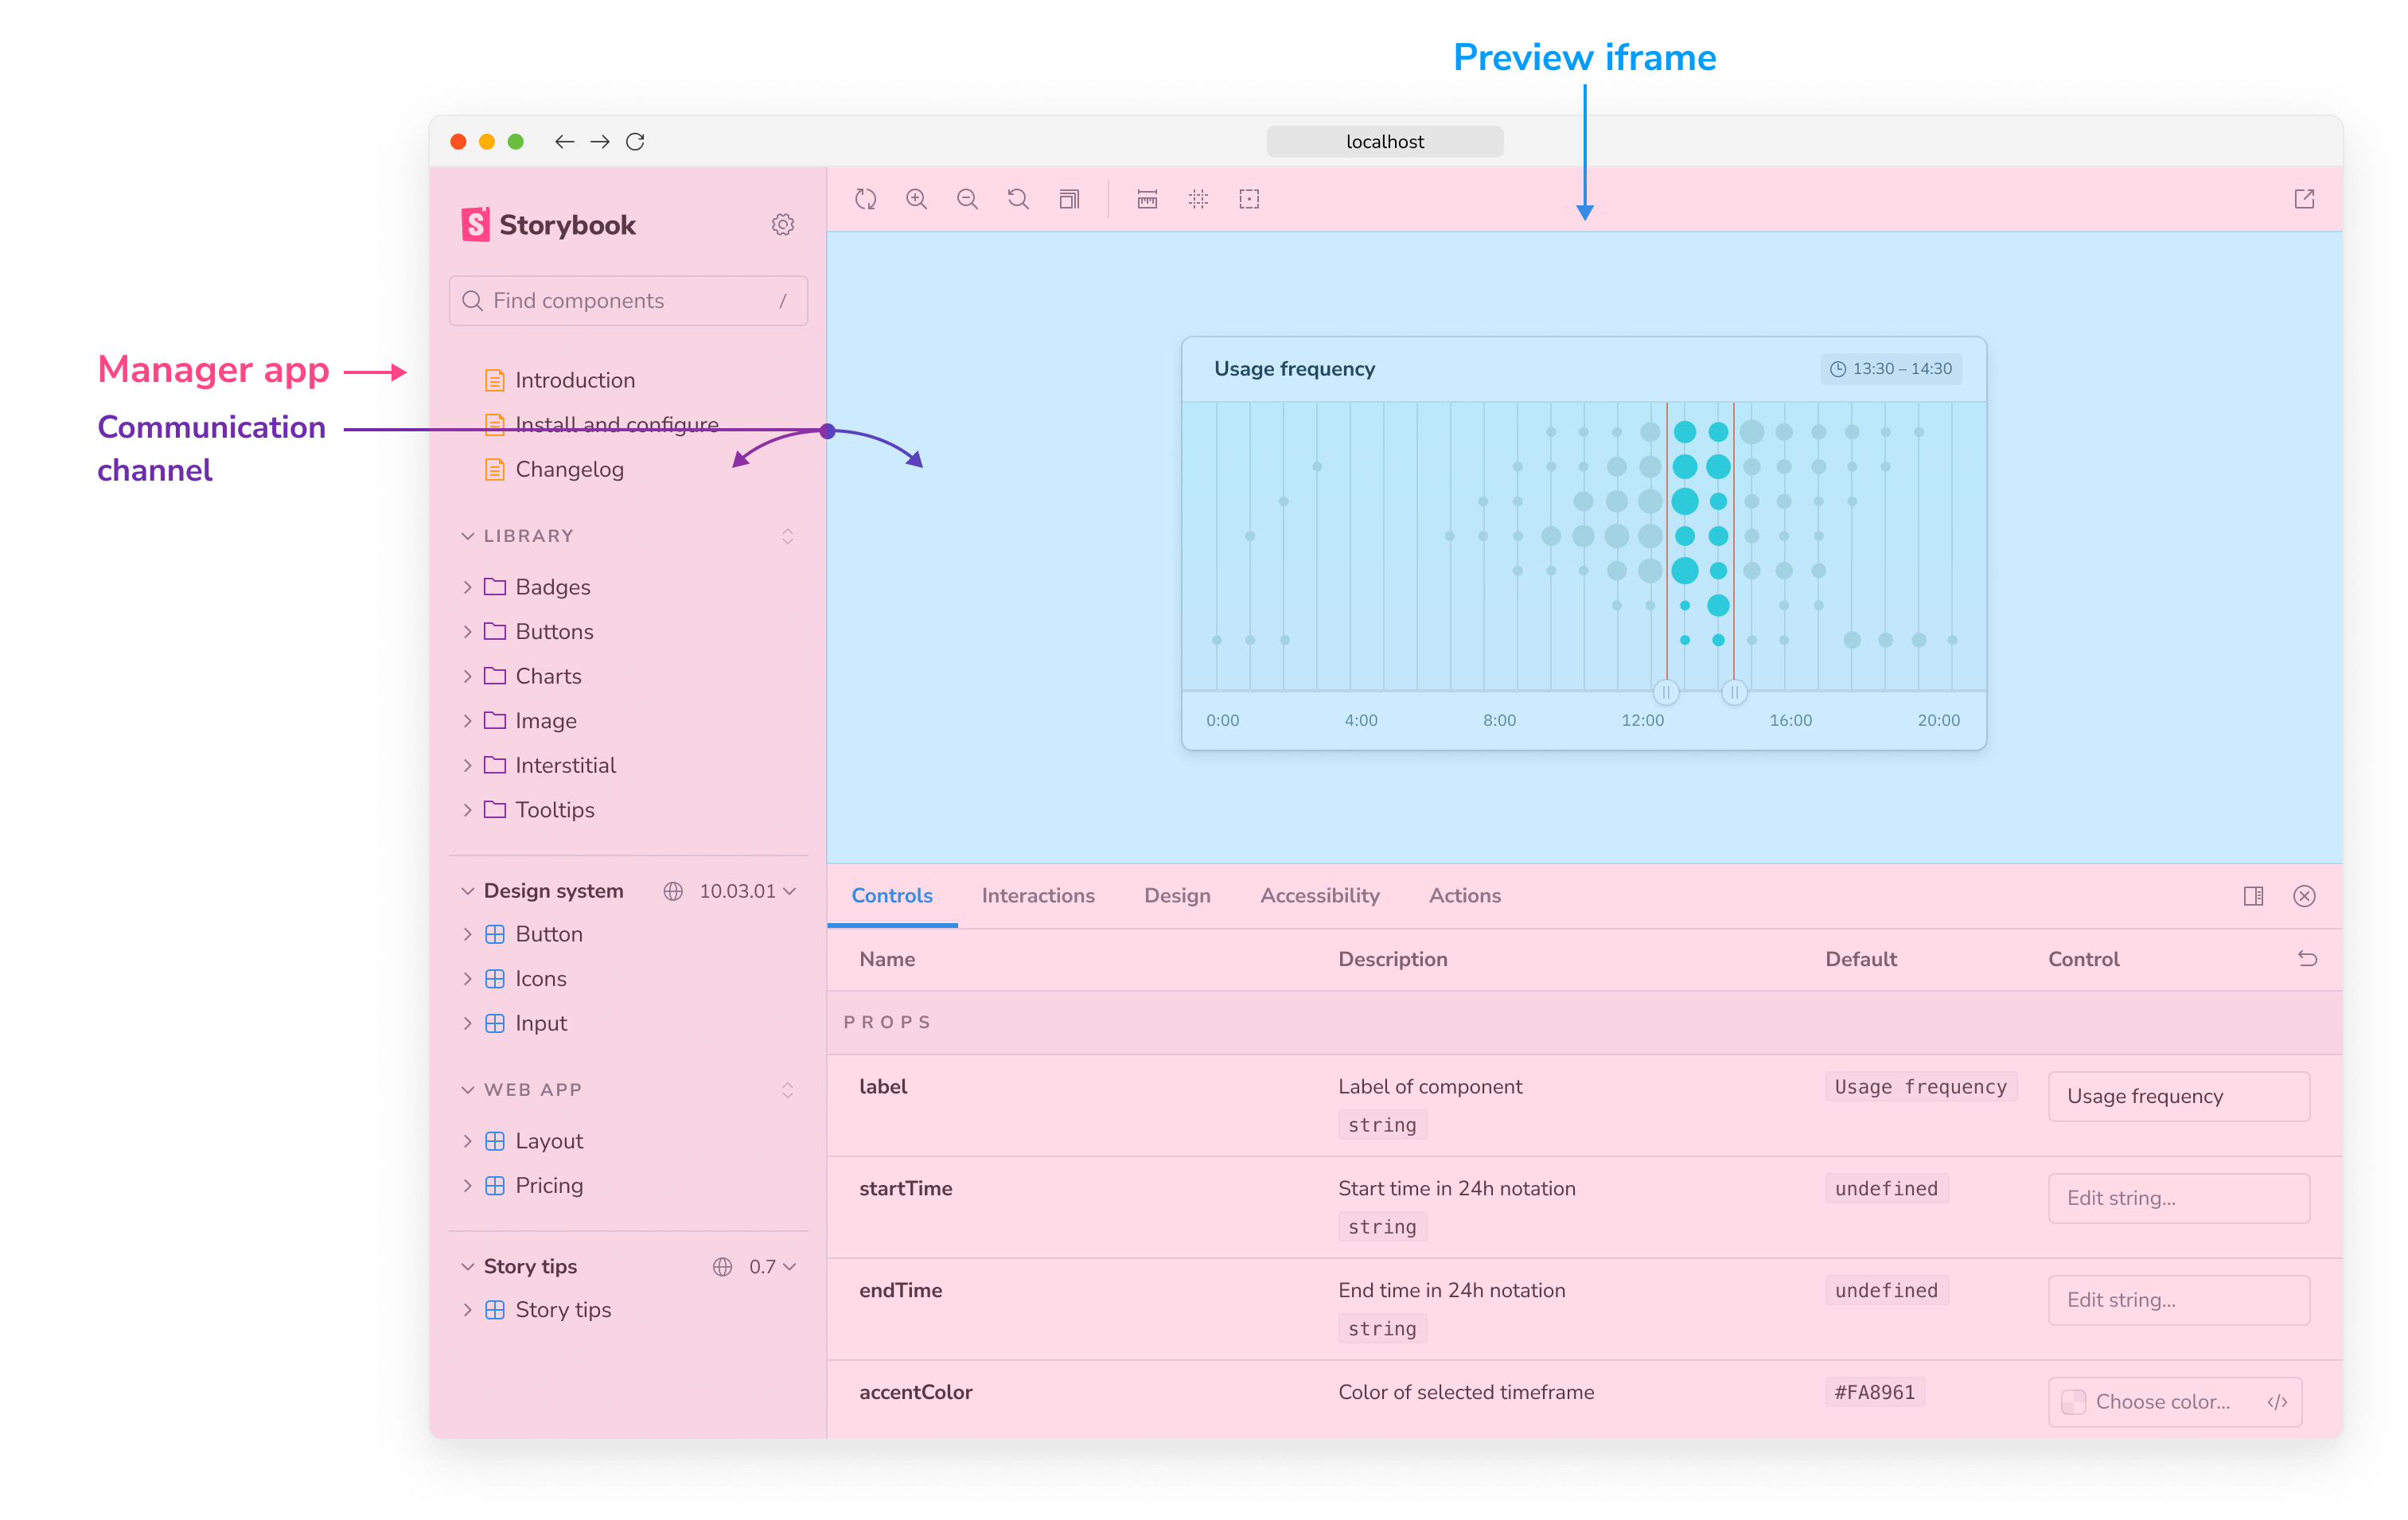 Preview iframe
localhost
Storybook
Find components /
Manager app
Communication
channel
Introduction
Install and configure
Changelog
LIBRARY
Badges
Buttons
Charts
Image
Interstitial
Tooltips
Design system 10.03.01
Button
Icons
Input
WEB APP
Layout
Pricing
Story tips 0.7
Story tips
Usage frequency 13:30 – 14:30
0:00 4:00 8:00 12:00 16:00 20:00
Controls Interactions Design Accessibility Actions
Name Description Default Control
PROPS
label Label of component Usage frequency Usage frequency
string
startTime Start time in 24h notation undefined Edit string...
string
endTime End time in 24h notation undefined Edit string...
string
accentColor Color of selected timeframe #FA8961 Choose color...